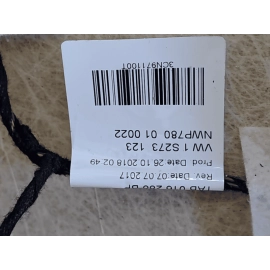 Rev. Date:07.07.2017
Prod. Date 26.10.2018 02:49
VW 1 S273 123
NWP780 01 0022
3CN971100T